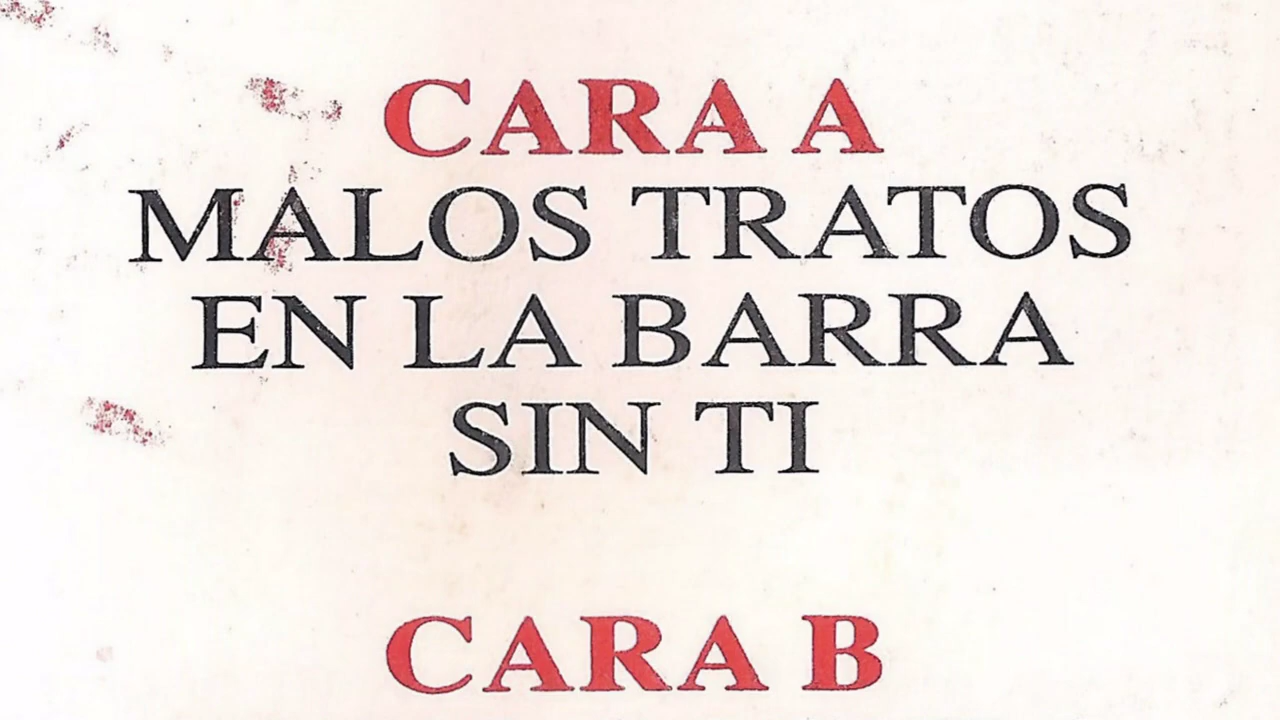 CARA A
MALOS TRATOS
EN LA BARRA
SIN TI
CARA B